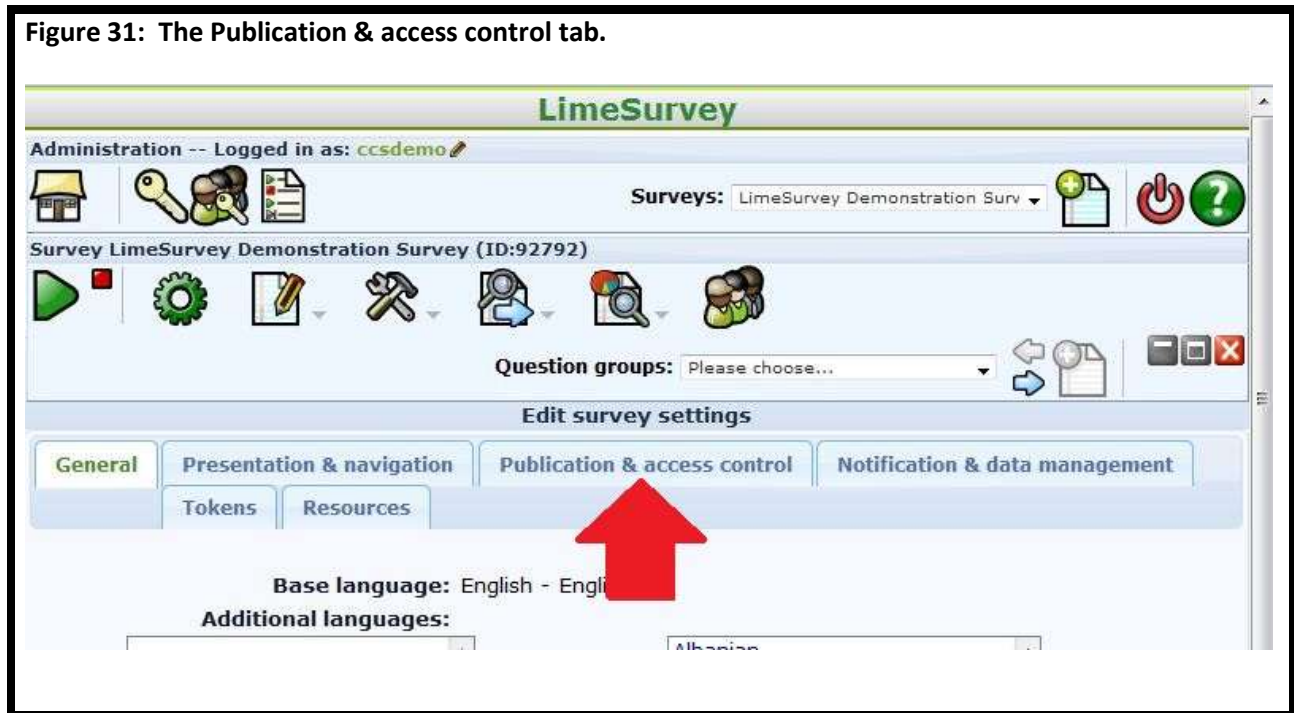 Figure 31: The Publication & access control tab.
LimeSurvey
Administration -- Logged in as: ccsdemo
Surveys: LimeSurvey Demonstration Surv
Survey LimeSurvey Demonstration Survey (ID:92792)
Question groups: Please choose...
Edit survey settings
General Presentation & navigation Publication & access control Notification & data management
Tokens Resources
Base language: English - Engli
Additional languages:
Albanian